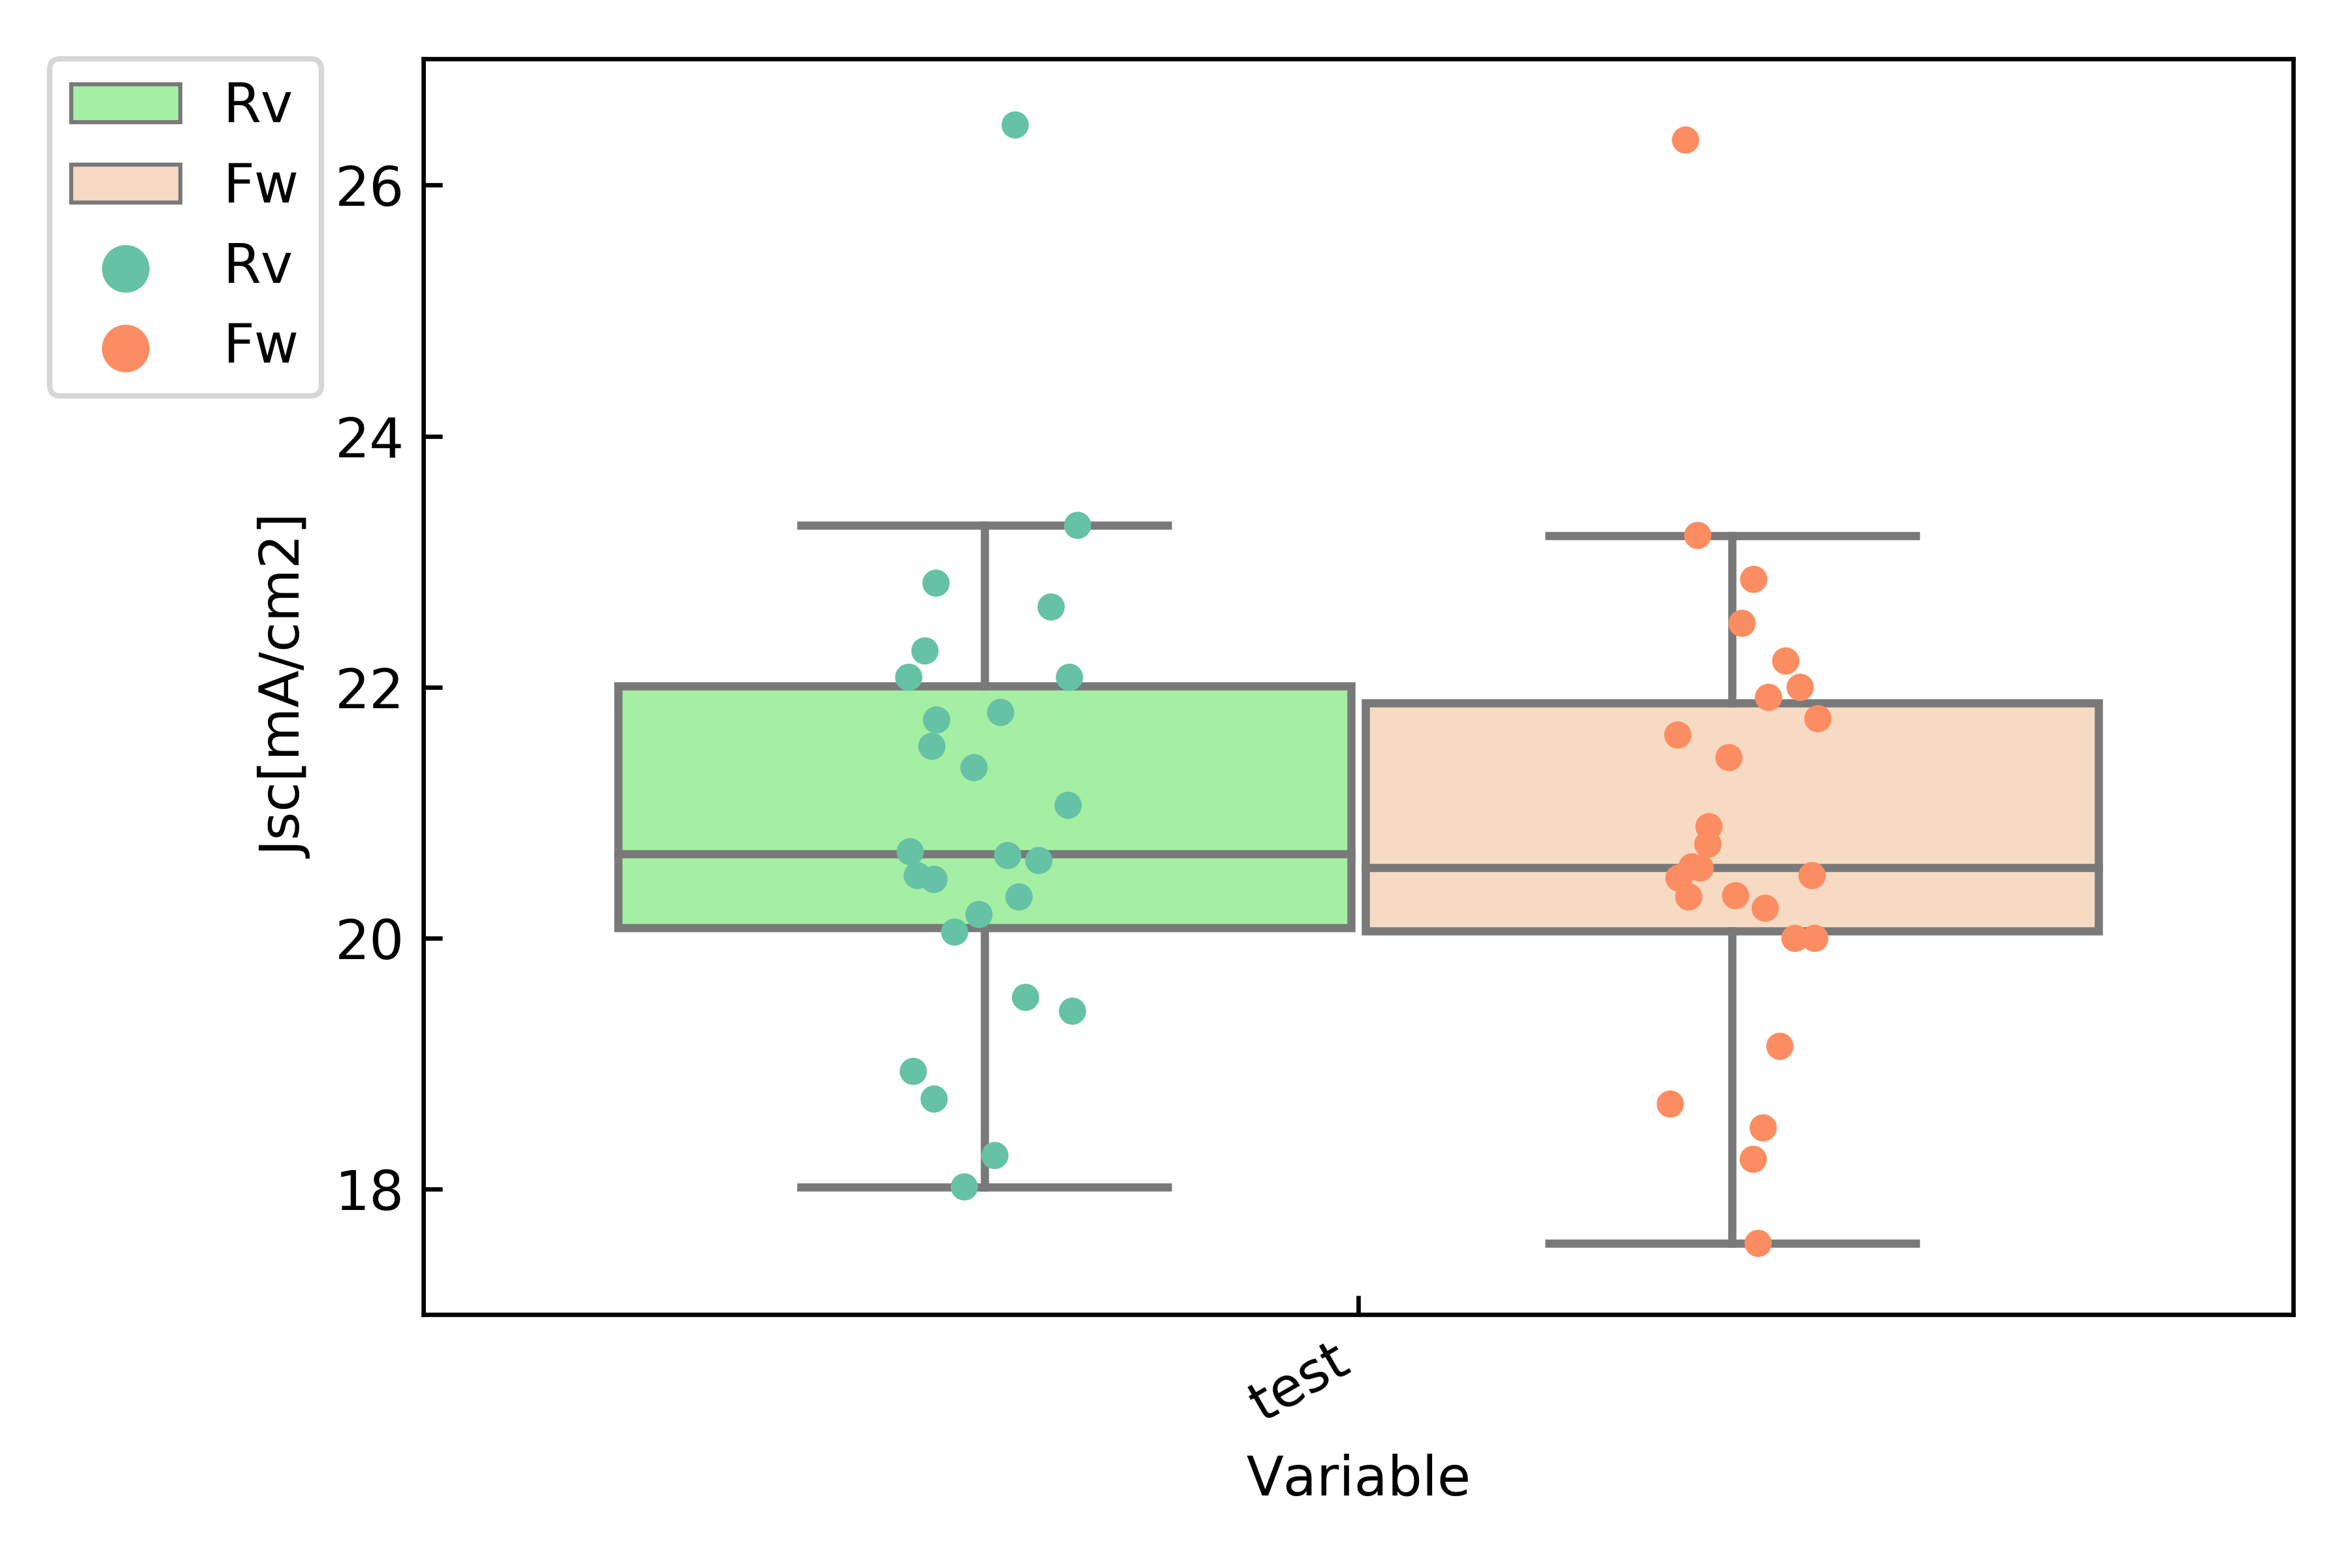 Rv
Fw
Rv
Fw
26
24
22
20
18
Jsc[mA/cm2]
test
Variable